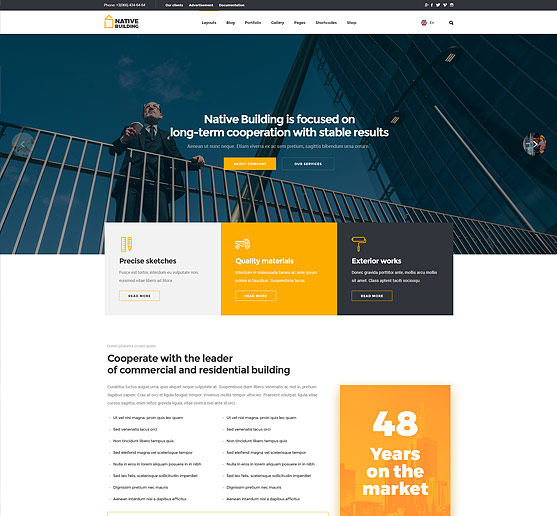 Phone: +3(065) 434 64 64
Our clients
Advertisement
Documentation
NATIVE
BUILDING
Layouts
Blog
Portfolio
Gallery
Pages
Shortcodes
Shop
En
Native Building is focused on
long-term cooperation with stable results
Aenean ut nunc neque. Etiam viverra ex ac sem pretium, sagittis bibendum urna ornare.
ABOUT COMPANY
OUR SERVICES
Precise sketches
Fusce est tortor, interdum eu vulputate non,
euismod vitae libero ad litora.
READ MORE
Quality materials
Interdum et malesuada fames ac ante ipsum
primis in faucibus. Suspendisse lacus.
READ MORE
Exterior works
Donec gravida porttitor ante, mollis arcu mollis
sit amet. Class aptent taciti sociosqu.
READ MORE
Donec pharetra ornare quam
Cooperate with the leader
of commercial and residential building
Curabitur luctus augue urna, quis aliquet neque vulputate at. Suspendisse diam libero, venenatis ac nisl in, pretium
dapibus sapien. Cras at orci et ligula feugiat tempor. Vivamus mollis tempor ultricies. Praesent volutpat, ligula vitae
cursus sagittis, enim tellus gravida ligula, vitae viverra nisl ante id orci.
Ut vel nisi magna, proin quis leo quam
Sed venenatis lacus orci
Non tincidunt libero tempus quis
Sed eleifend magna vel scelerisque tempor
Nulla in eros in lorem aliquam posuere in in nibh
Sed leo felis, scelerisque sollicitudin imperdiet
Dignissim pretium nec mauris
Aenean interdum nisl a dapibus efficitur
Ut vel nisi magna, proin quis leo quam
Sed venenatis lacus orci
Non tincidunt libero tempus quis
Sed eleifend magna vel scelerisque tempor
Nulla in eros in lorem aliquam posuere in in nibh
Sed leo felis, scelerisque sollicitudin imperdiet
Dignissim pretium nec mauris
Aenean interdum nisl a dapibus efficitur
48
Years
on the
market